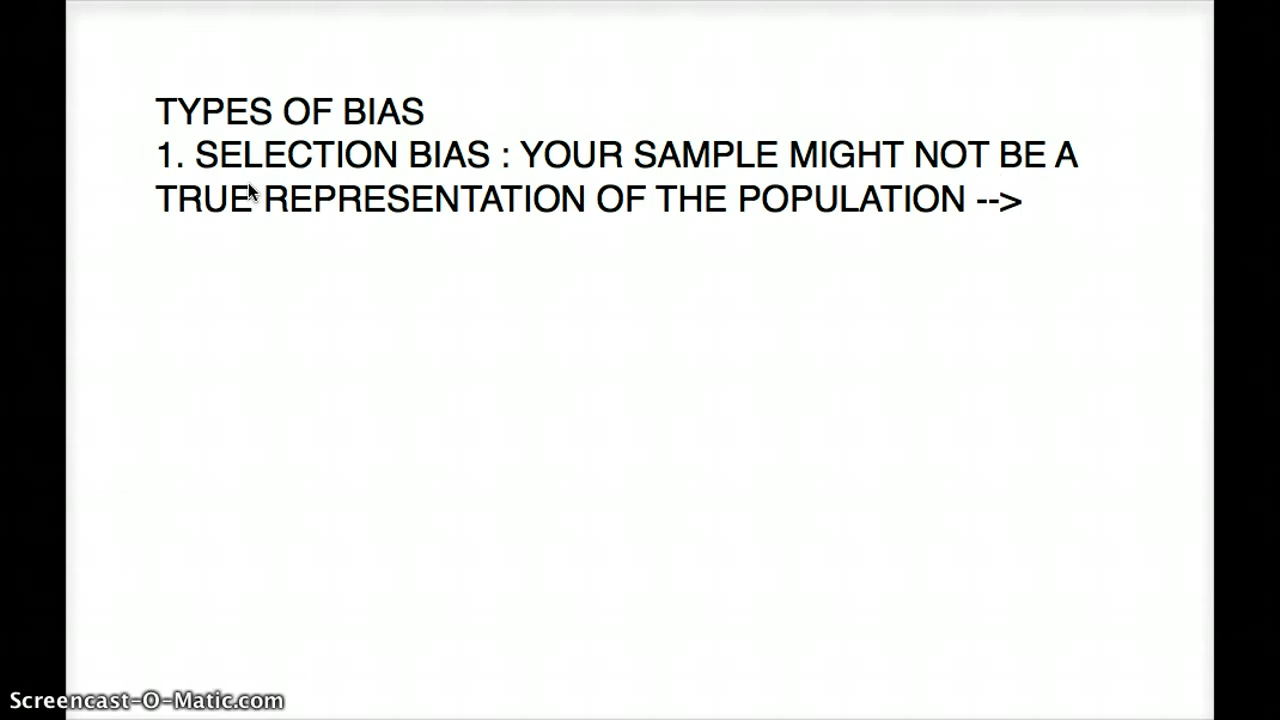 TYPES OF BIAS
1. SELECTION BIAS : YOUR SAMPLE MIGHT NOT BE A
TRUE REPRESENTATION OF THE POPULATION -->
Screencast-O-Matic.com